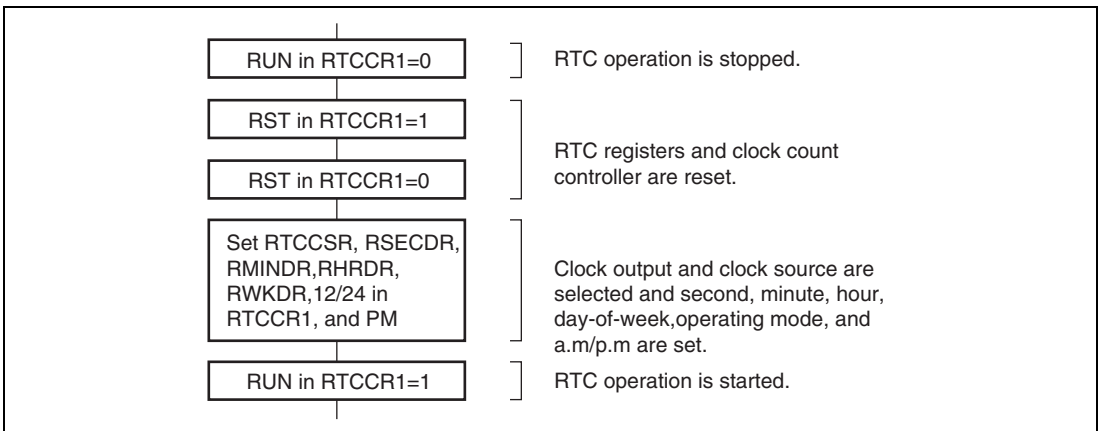 RUN in RTCCR1=0
RTC operation is stopped.
RST in RTCCR1=1
RST in RTCCR1=0
RTC registers and clock count
controller are reset.
Set RTCCSR, RSECDR,
RMINDR,RHRDR,
RWKDR,12/24 in
RTCCR1, and PM
Clock output and clock source are
selected and second, minute, hour,
day-of-week,operating mode, and
a.m/p.m are set.
RUN in RTCCR1=1
RTC operation is started.